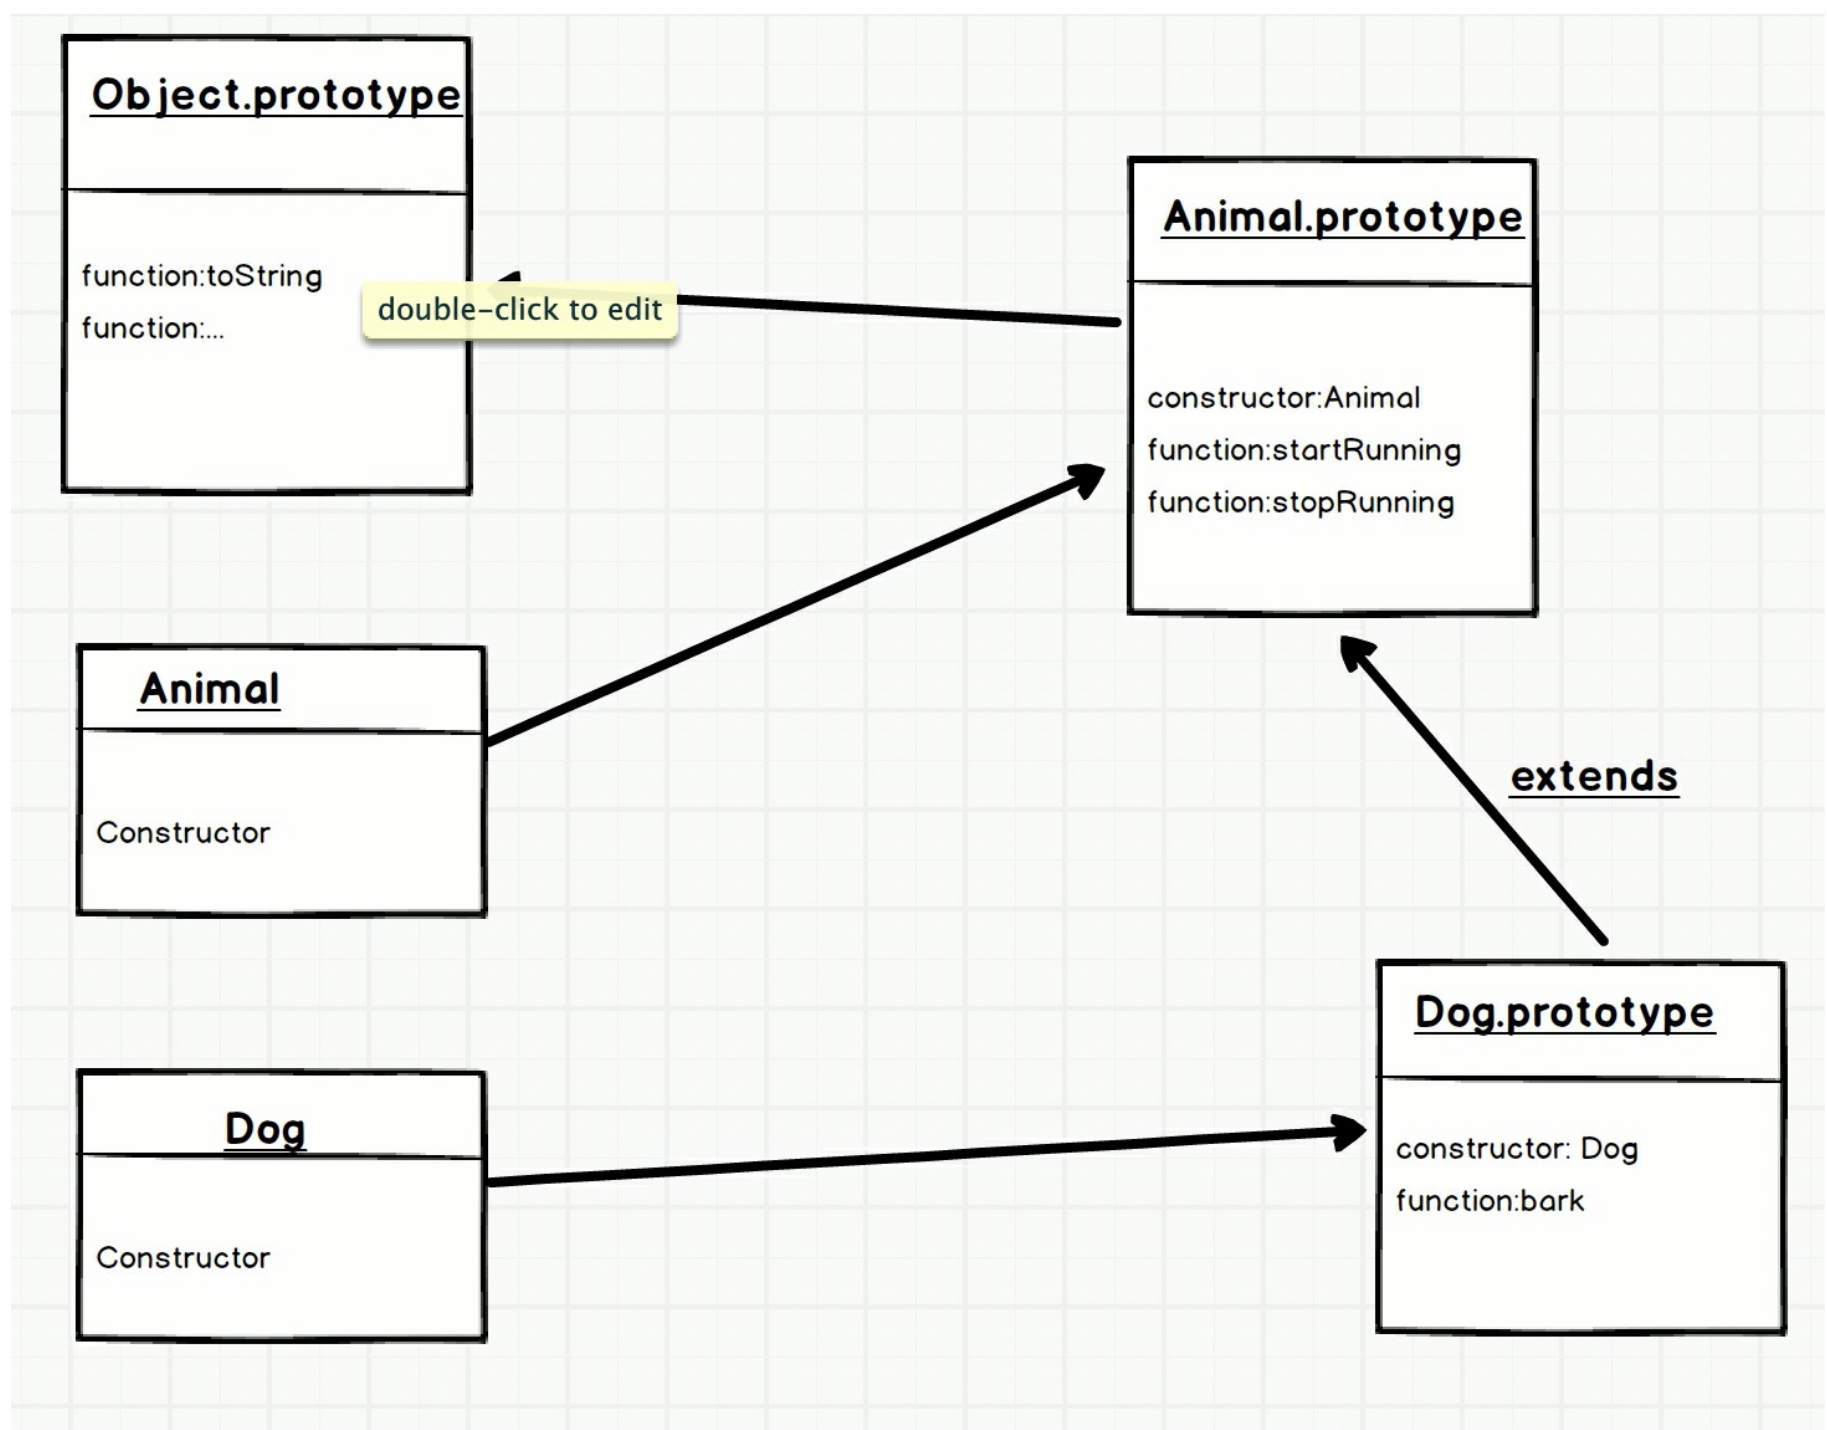 Object.prototype
function:toString
function:...
double-click to edit
Animal.prototype
constructor:Animal
function:startRunning
function:stopRunning
Animal
Constructor
extends
Dog.prototype
constructor: Dog
function:bark
Dog
Constructor